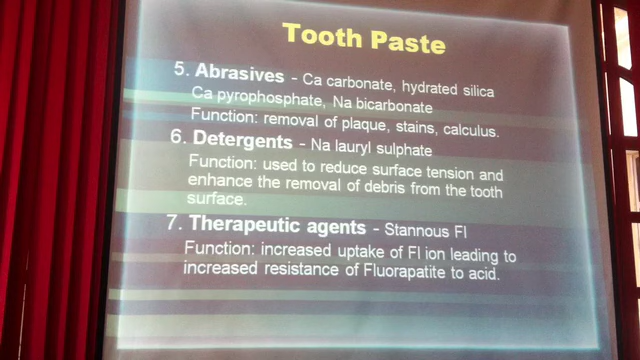 Tooth Paste
5. Abrasives - Ca carbonate, hydrated silica
Ca pyrophosphate, Na bicarbonate
Function: removal of plaque, stains, calculus.
6. Detergents - Na lauryl sulphate
Function: used to reduce surface tension and
enhance the removal of debris from the tooth
surface.
7. Therapeutic agents - Stannous Fl
Function: increased uptake of Fl ion leading to
increased resistance of Fluorapatite to acid.